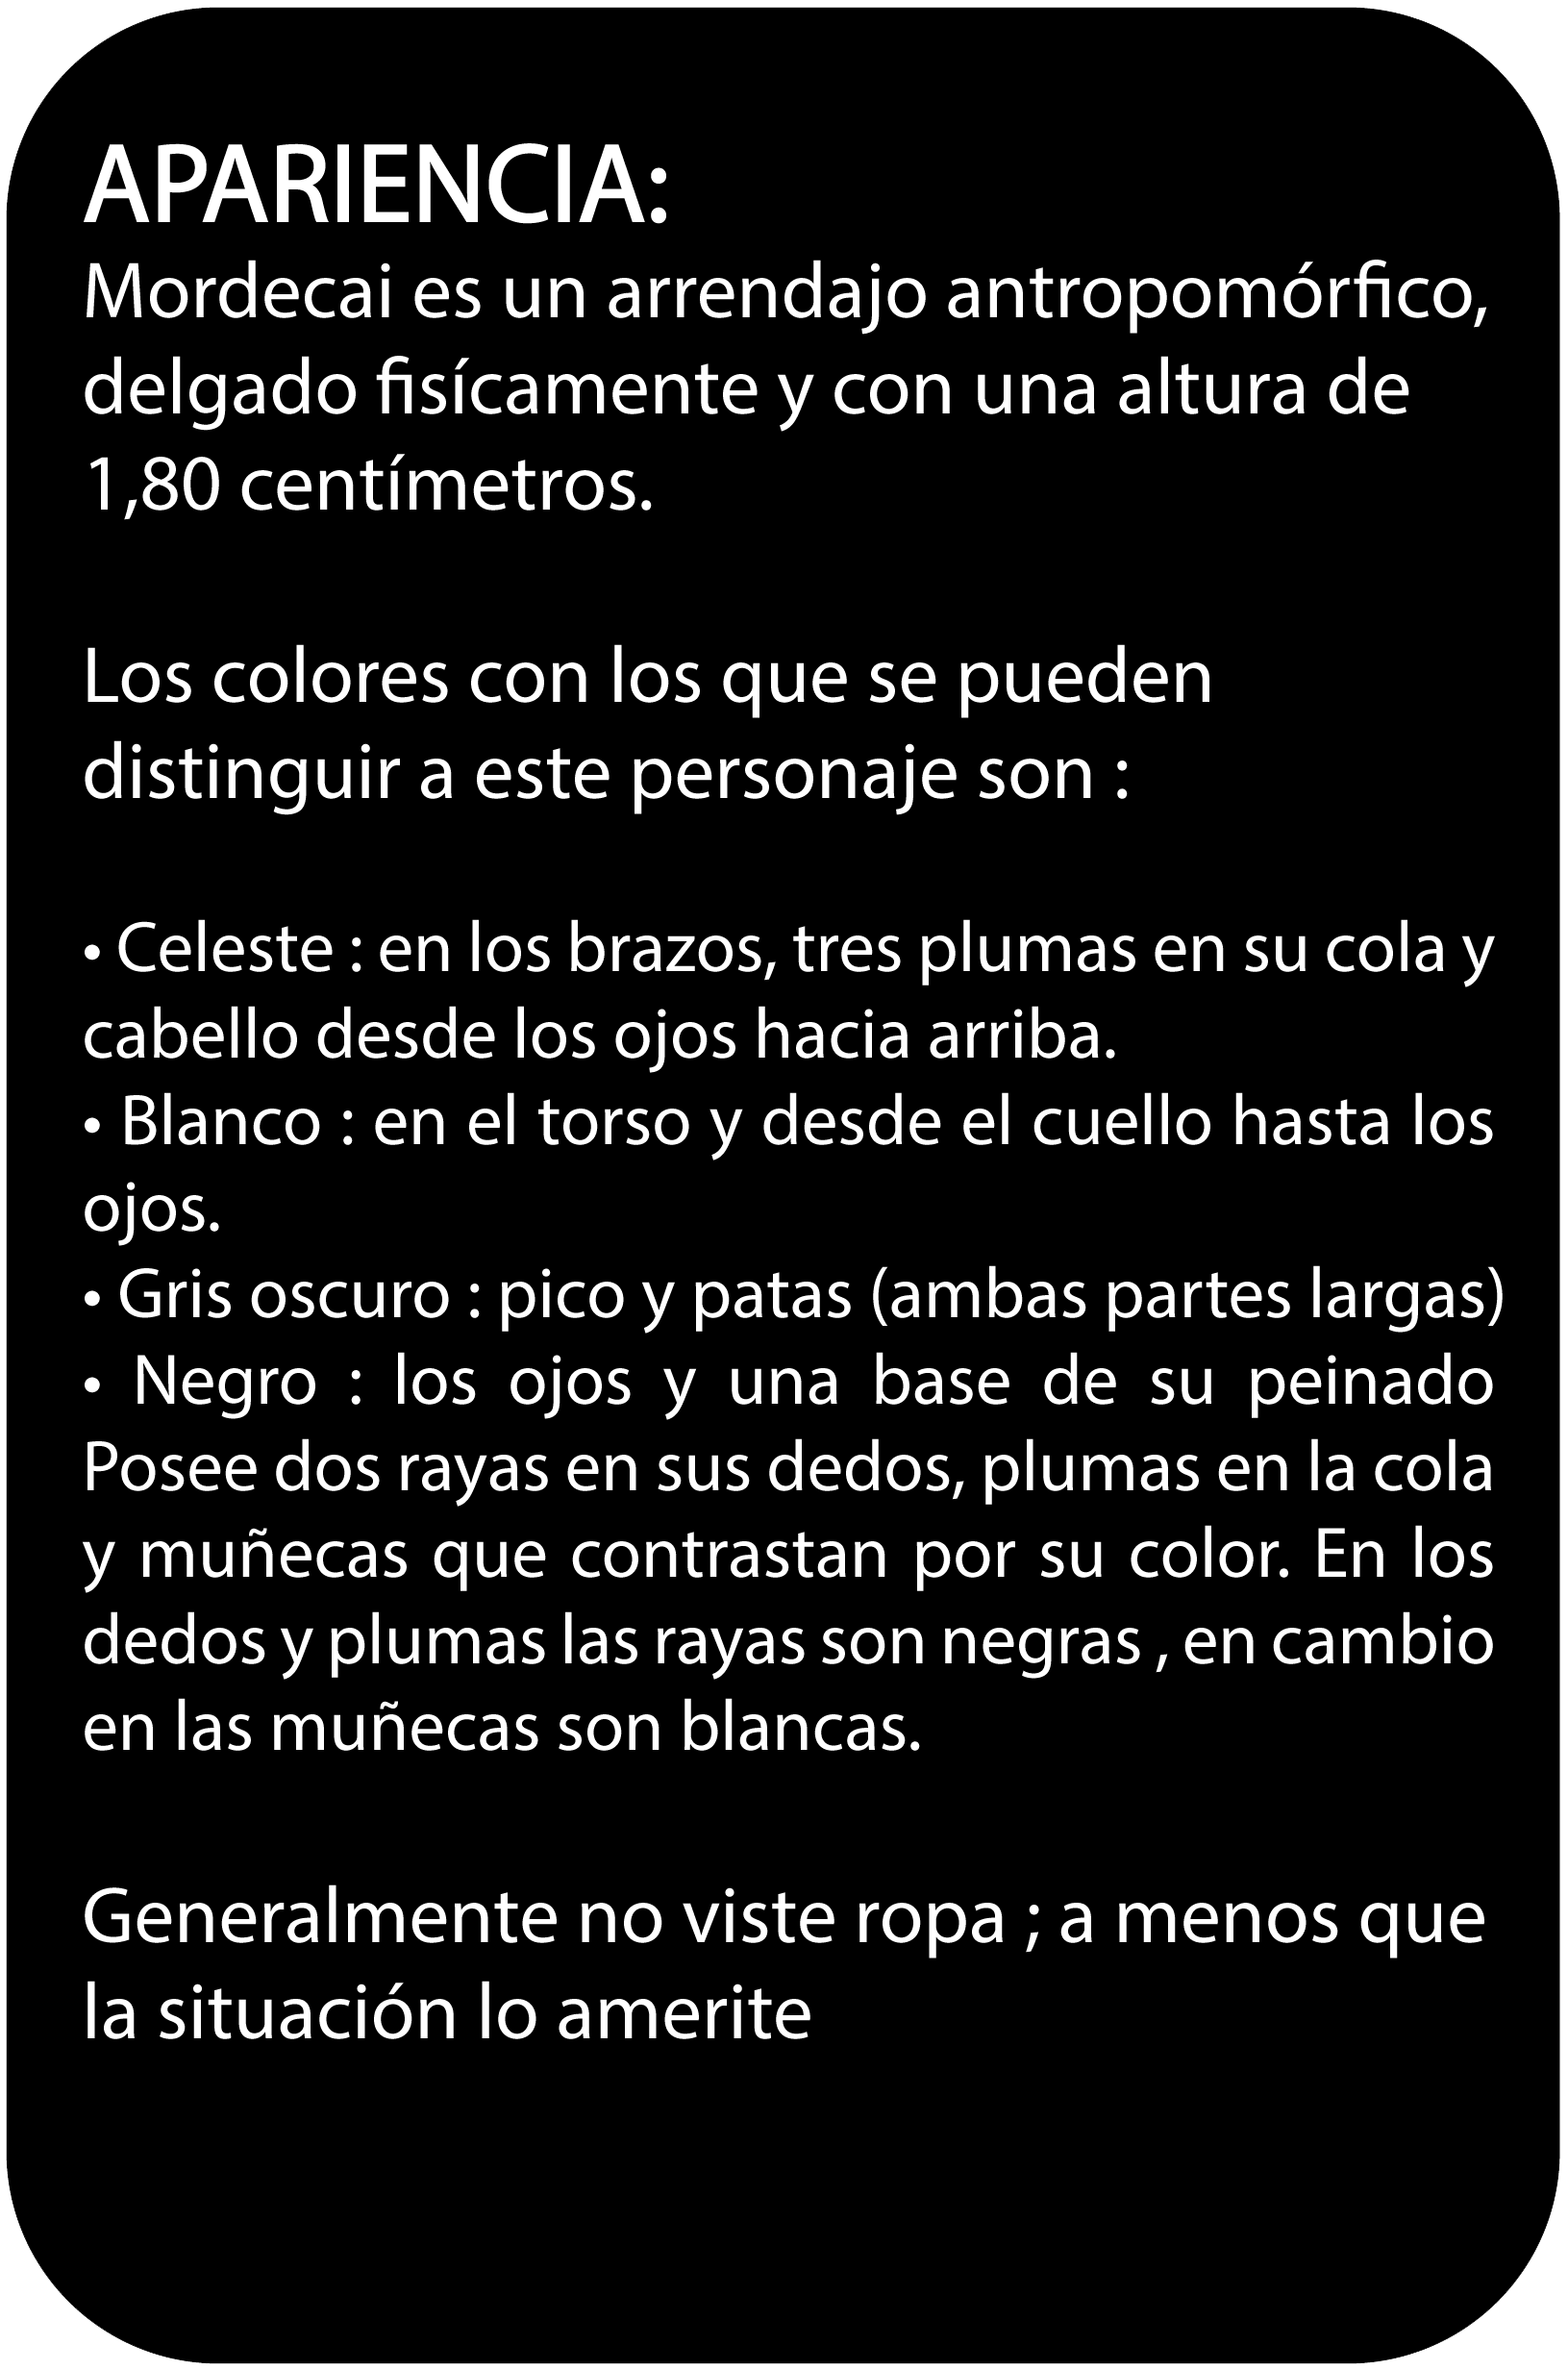 APARIENCIA:
Mordecai es un arrendajo antropomórfico,
delgado fisícamente y con una altura de
1,80 centímetros.
Los colores con los que se pueden
distinguir a este personaje son :
• Celeste : en los brazos, tres plumas en su cola y
cabello desde los ojos hacia arriba.
• Blanco : en el torso y desde el cuello hasta los
ojos.
• Gris oscuro : pico y patas (ambas partes largas)
• Negro : los ojos y una base de su peinado
Posee dos rayas en sus dedos, plumas en la cola
y muñecas que contrastan por su color. En los
dedos y plumas las rayas son negras , en cambio
en las muñecas son blancas.
Generalmente no viste ropa ; a menos que
la situación lo amerite